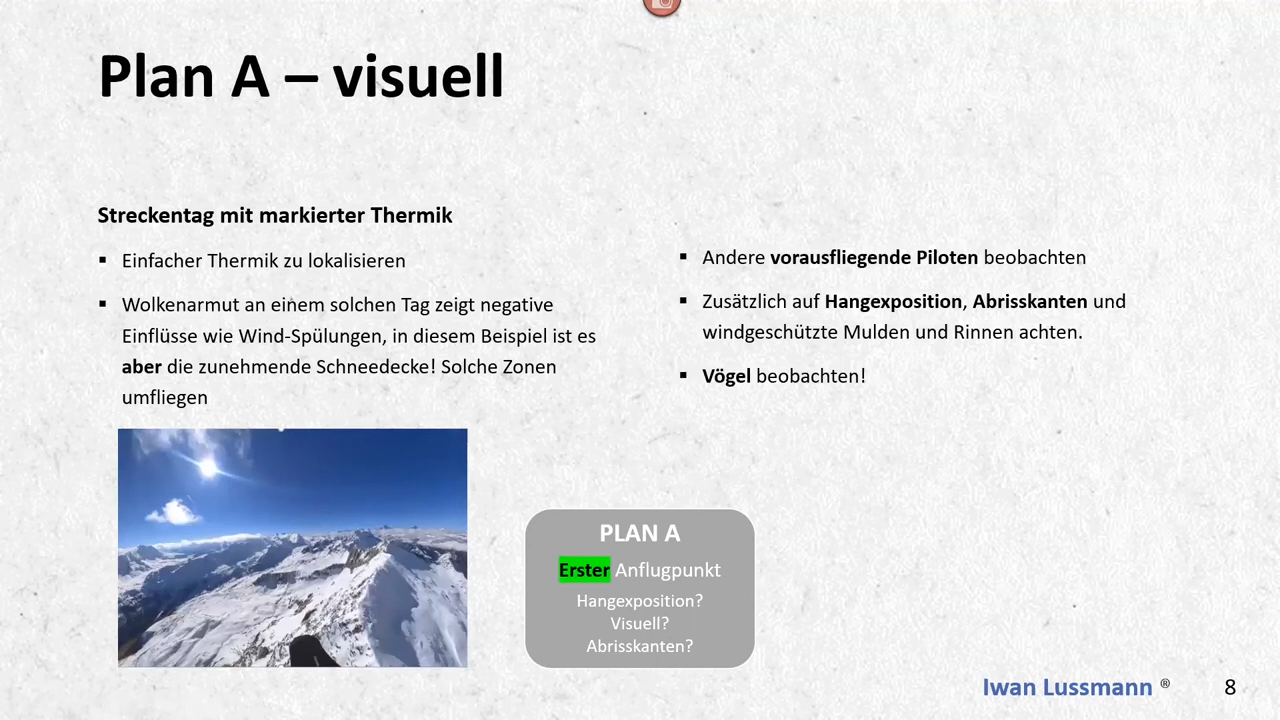 Plan A – visuell
Streckentag mit markierter Thermik
▪ Einfacher Thermik zu lokalisieren
▪ Wolkenarmut an einem solchen Tag zeigt negative
Einflüsse wie Wind-Spülungen, in diesem Beispiel ist es
aber die zunehmende Schneedecke! Solche Zonen
umfliegen
▪ Andere vorausfliegende Piloten beobachten
▪ Zusätzlich auf Hangexposition, Abrisskanten und
windgeschützte Mulden und Rinnen achten.
▪ Vögel beobachten!
PLAN A
Erster Anflugpunkt
Hangexposition?
Visuell?
Abrisskanten?
Iwan Lussmann ®
8